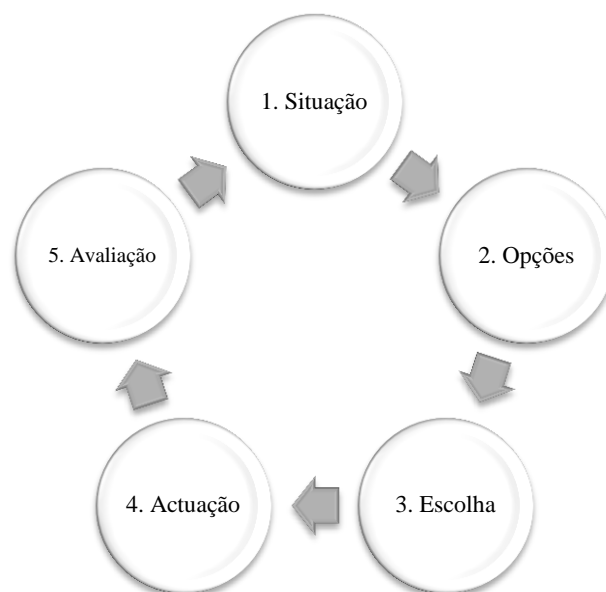 1. Situação
2. Opções
3. Escolha
4. Actuação
5. Avaliação